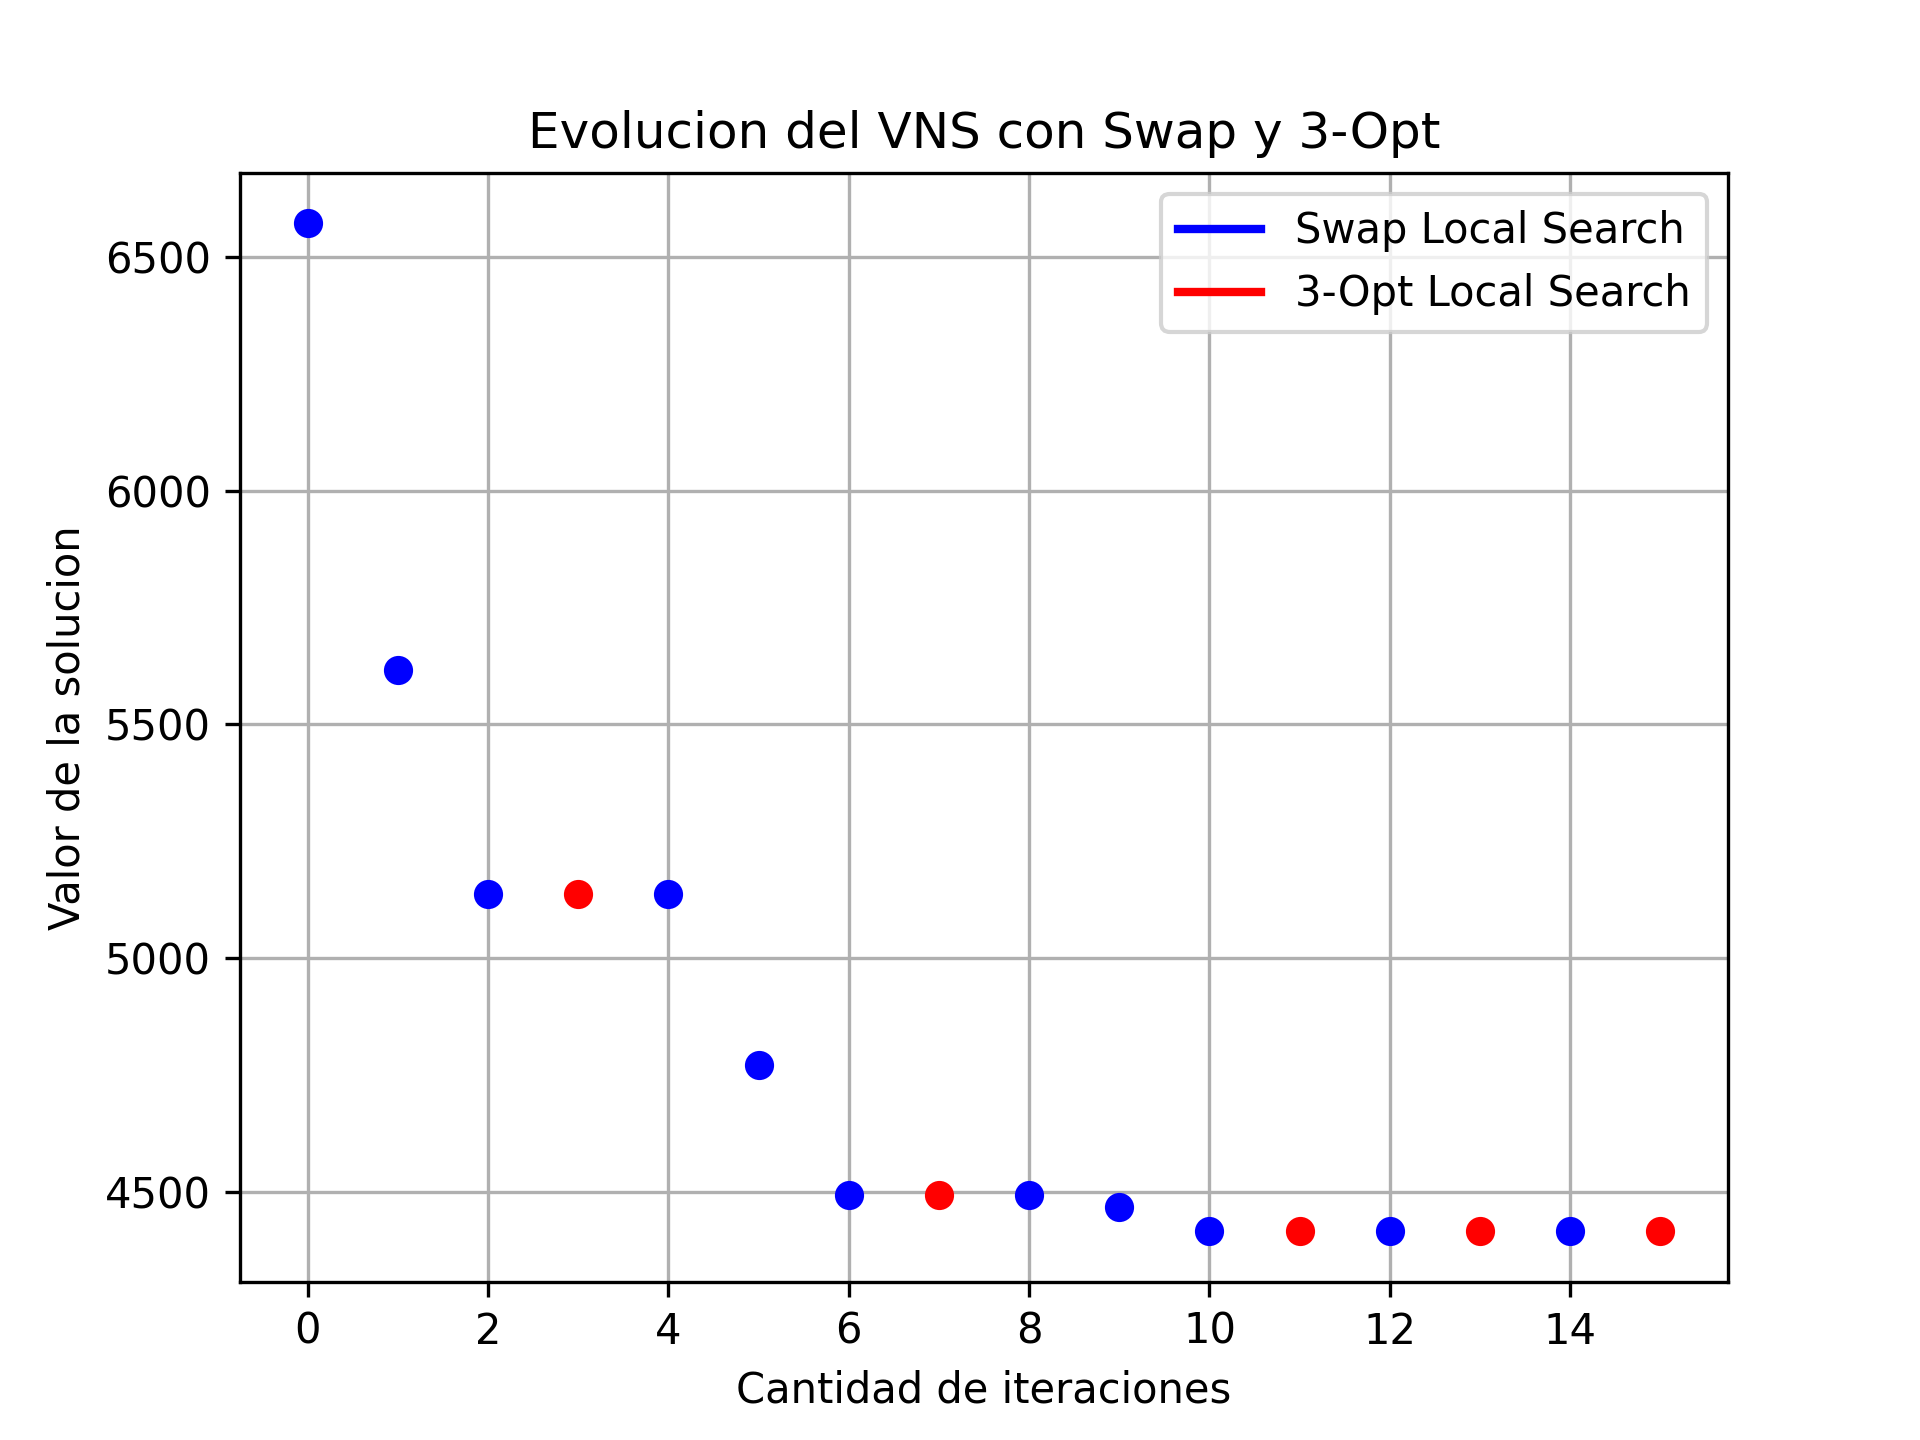 Evolucion del VNS con Swap y 3-Opt
Swap Local Search
3-Opt Local Search
Valor de la solucion
6500
6000
5500
5000
4500
0 2 4 6 8 10 12 14
Cantidad de iteraciones